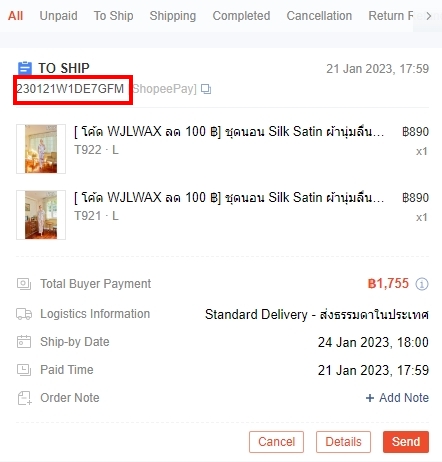 All Unpaid To Ship Shipping Completed Cancellation Return R
TO SHIP 21 Jan 2023, 17:59
230121W1DE7GFM ShopeePay]
[ โค้ด WJLWAX ลด 100 ฿] ชุดนอน Silk Satin ผ้านุ่มลื่น... ฿890
T922 · L x1
[ โค้ด WJLWAX ลด 100 ฿] ชุดนอน Silk Satin ผ้านุ่มลื่น... ฿890
T921 · L x1
Total Buyer Payment ฿1,755
Logistics Information Standard Delivery - ส่งธรรมดาในประเทศ
Ship-by Date 24 Jan 2023, 18:00
Paid Time 21 Jan 2023, 17:59
Order Note + Add Note
Cancel Details Send